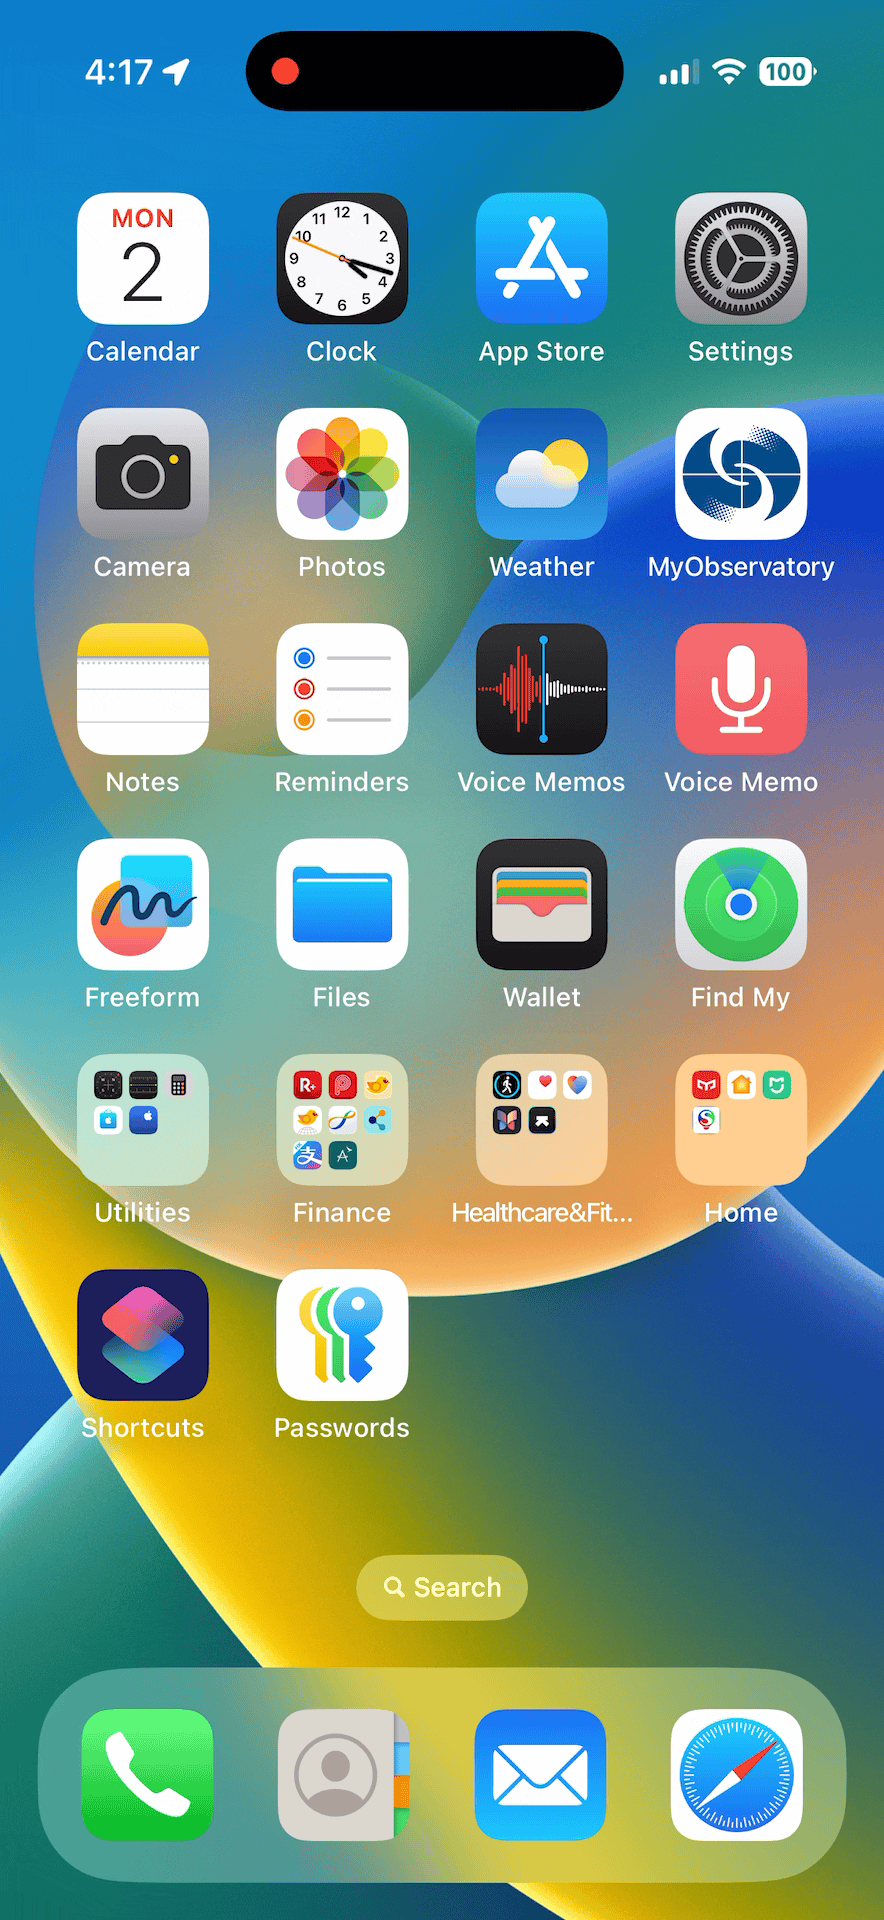 4:17
100
MON
2
12
11
1
10
2
9
3
8
4
7
5
6
Calendar
Clock
App Store
Settings
Camera
Photos
Weather
MyObservatory
Notes
Reminders
Voice Memos
Voice Memo
Freeform
Files
Wallet
Find My
Utilities
Finance
Healthcare&Fit...
Home
Shortcuts
Passwords
Search